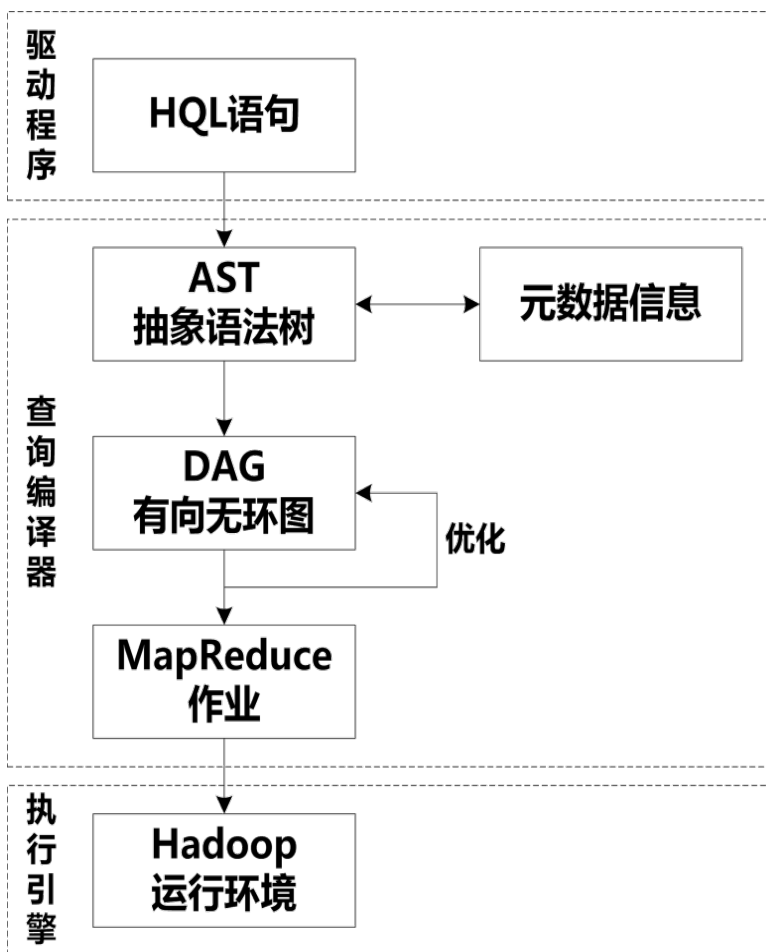 驱动程序
HQL语句
查询编译器
AST
抽象语法树
元数据信息
DAG
有向无环图
优化
MapReduce
作业
执行引擎
Hadoop
运行环境